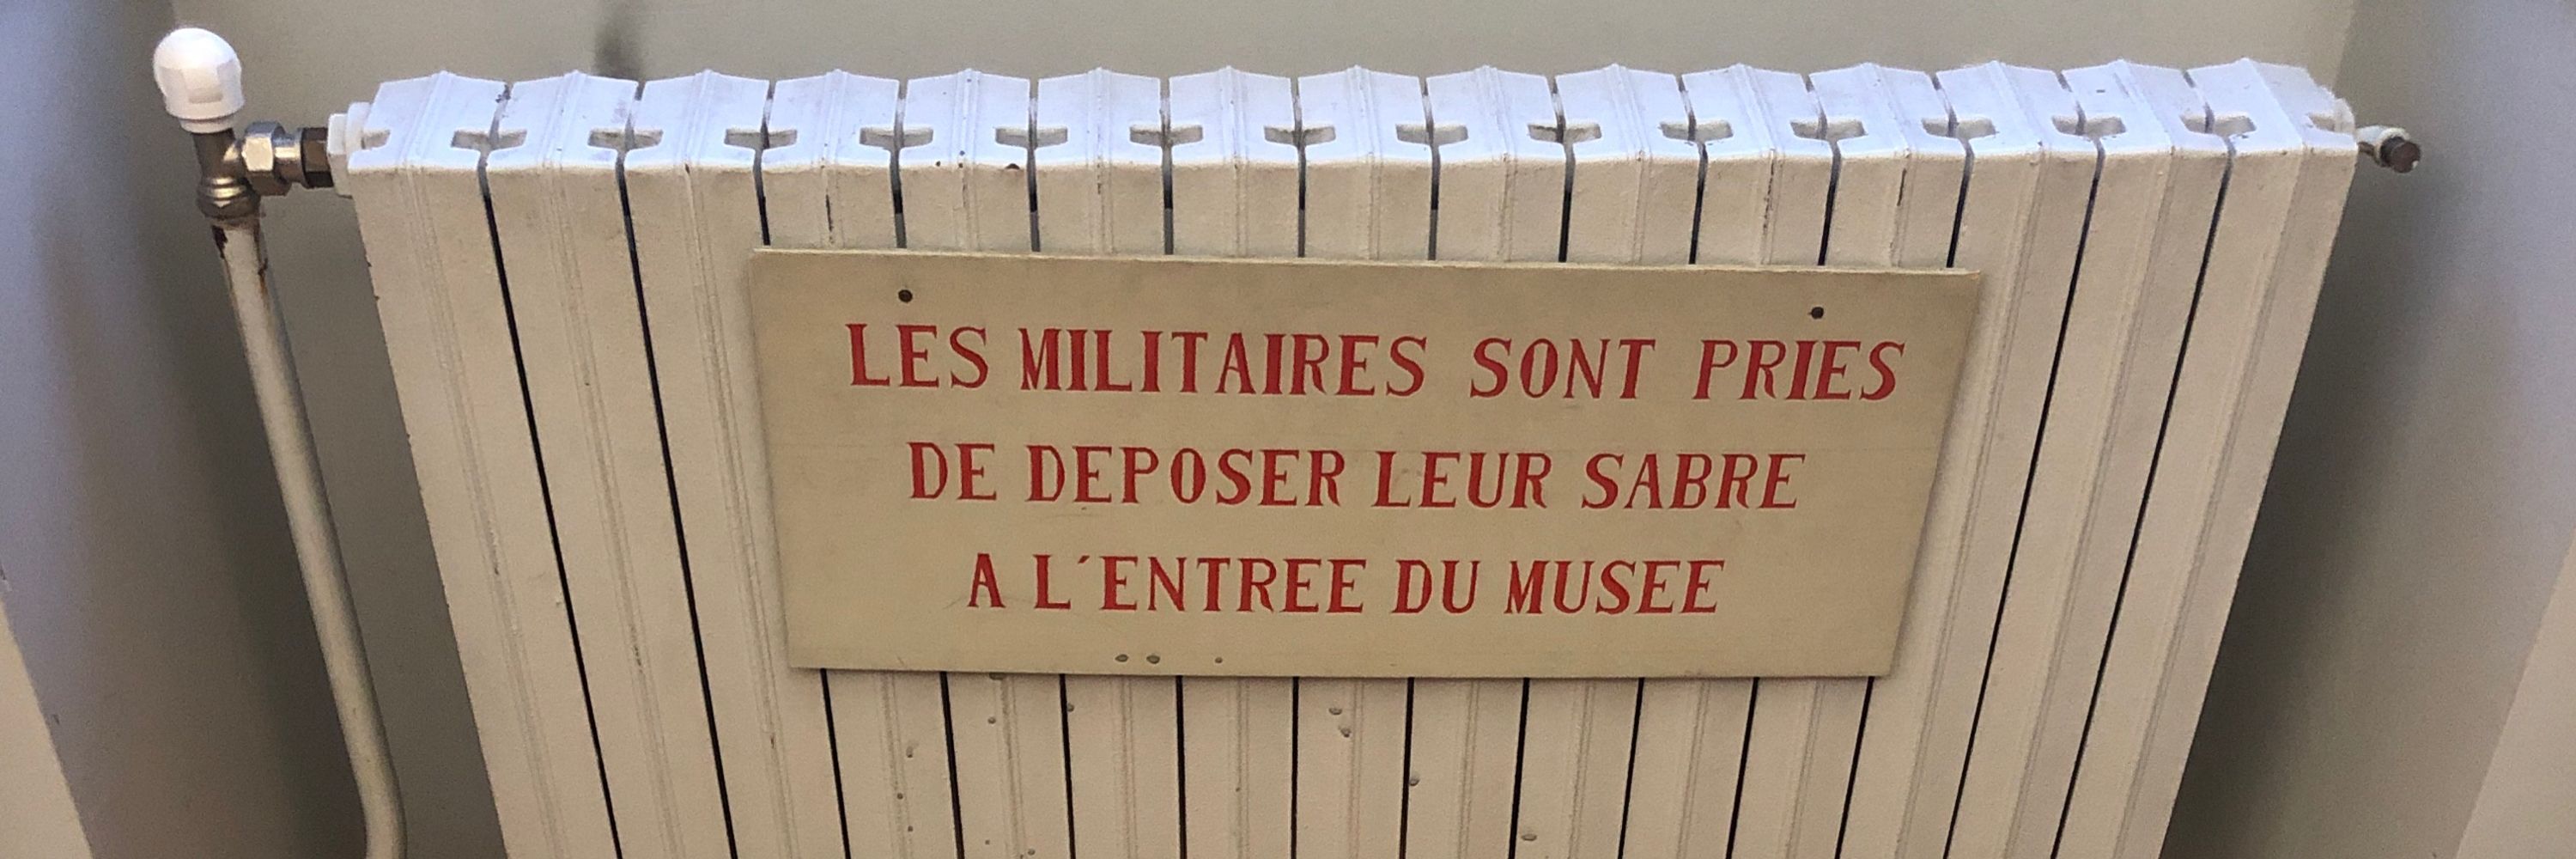 LES MILITAIRES SONT PRIES
DE DEPOSER LEUR SABRE
A L'ENTREE DU MUSEE